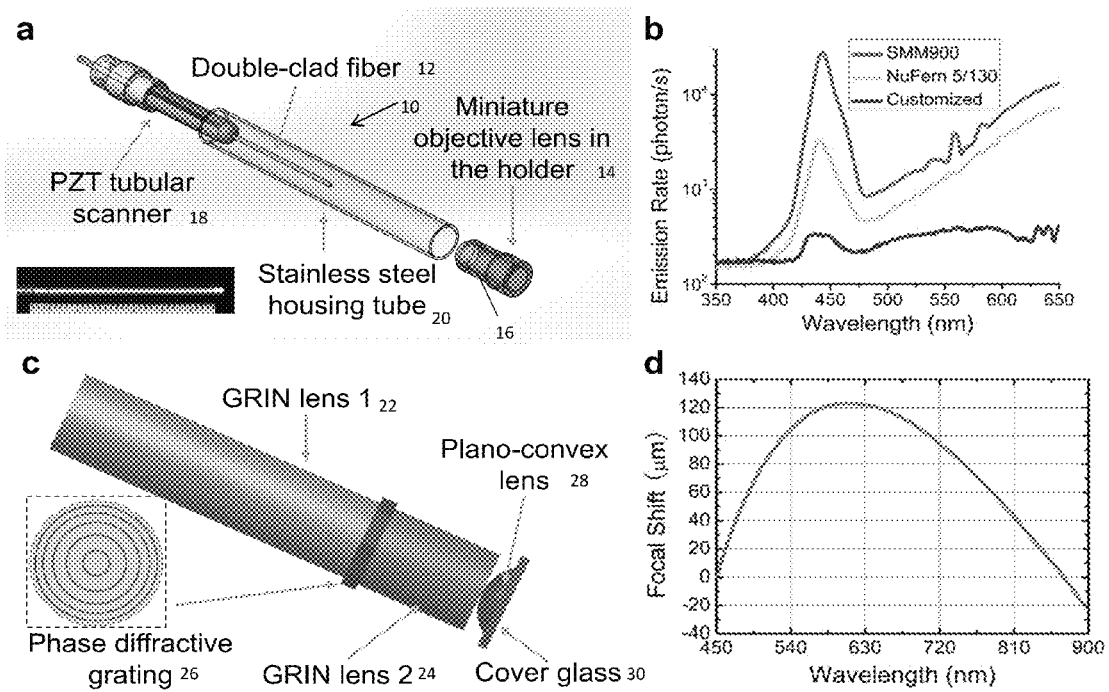 a
Double-clad fiber 12
10
Miniature
objective lens in
the holder 14
PZT tubular
scanner 18
Stainless steel
housing tube 20
16
b
SMM900
NuFern 5/130
Customized
Emission Rate (photon/s)
350 400 450 500 550 600 650
Wavelength (nm)
c
GRIN lens 1 22
Plano-convex
lens 28
Phase diffractive
grating 26
GRIN lens 2 24
Cover glass 30
d
Focal Shift (μm)
140
120
100
80
60
40
20
0
-20
-40
450 540 630 720 810 900
Wavelength (nm)